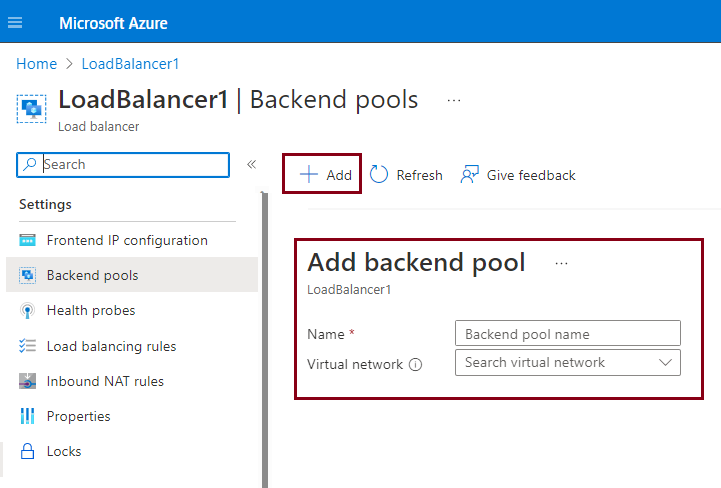 Microsoft Azure
Home > LoadBalancer1
LoadBalancer1 | Backend pools ...
Load balancer
Search «
Settings
Frontend IP configuration
Backend pools
Health probes
Load balancing rules
Inbound NAT rules
Properties
Locks
+ Add Refresh Give feedback
Add backend pool ...
LoadBalancer1
Name * Backend pool name
Virtual network Search virtual network